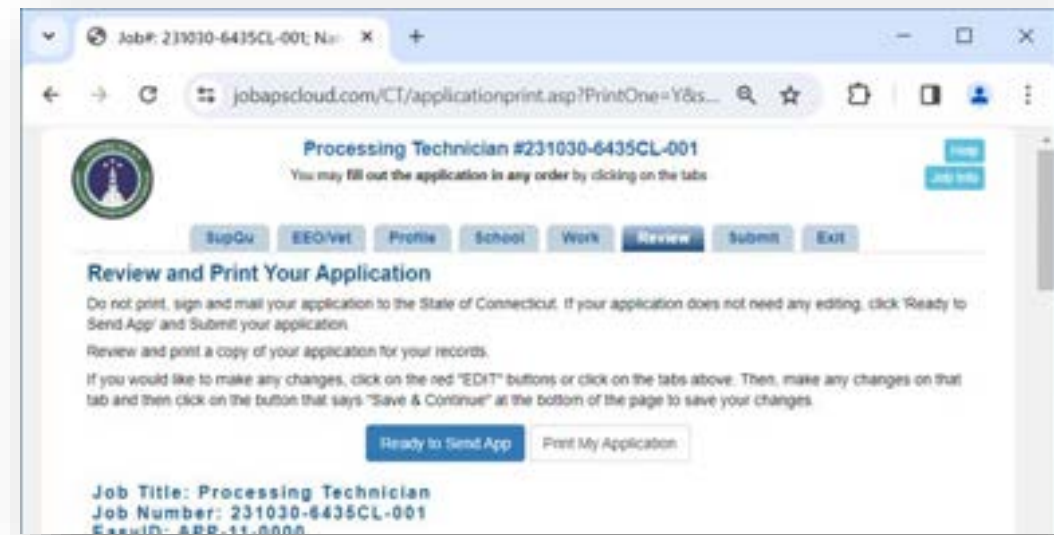 Job#: 231030-6435CL-001; Na
jobapscloud.com/CT/applicationprint.asp?PrintOne=Y&s...
Processing Technician #231030-6435CL-001
You may fill out the application in any order by clicking on the tabs
Help
Job Info
SupQu EEO/Vet Profile School Work Review Submit Exit
Review and Print Your Application
Do not print, sign and mail your application to the State of Connecticut. If your application does not need any editing, click 'Ready to
Send App' and Submit your application.
Review and print a copy of your application for your records.
If you would like to make any changes, click on the red "EDIT" buttons or click on the tabs above. Then, make any changes on that
tab and then click on the button that says "Save & Continue" at the bottom of the page to save your changes.
Ready to Send App Print My Application
Job Title: Processing Technician
Job Number: 231030-6435CL-001
EasyID: APP-11-0000